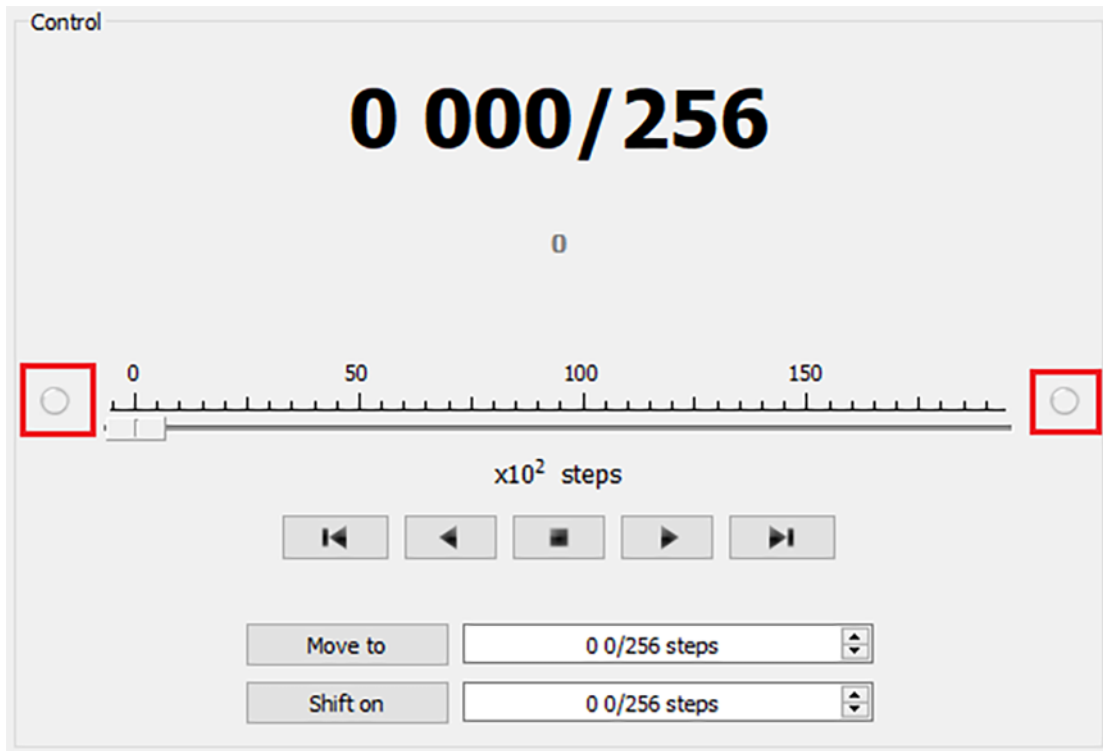 Control
0 000/256
0
0 50 100 150
x10² steps
Move to 0 0/256 steps
Shift on 0 0/256 steps